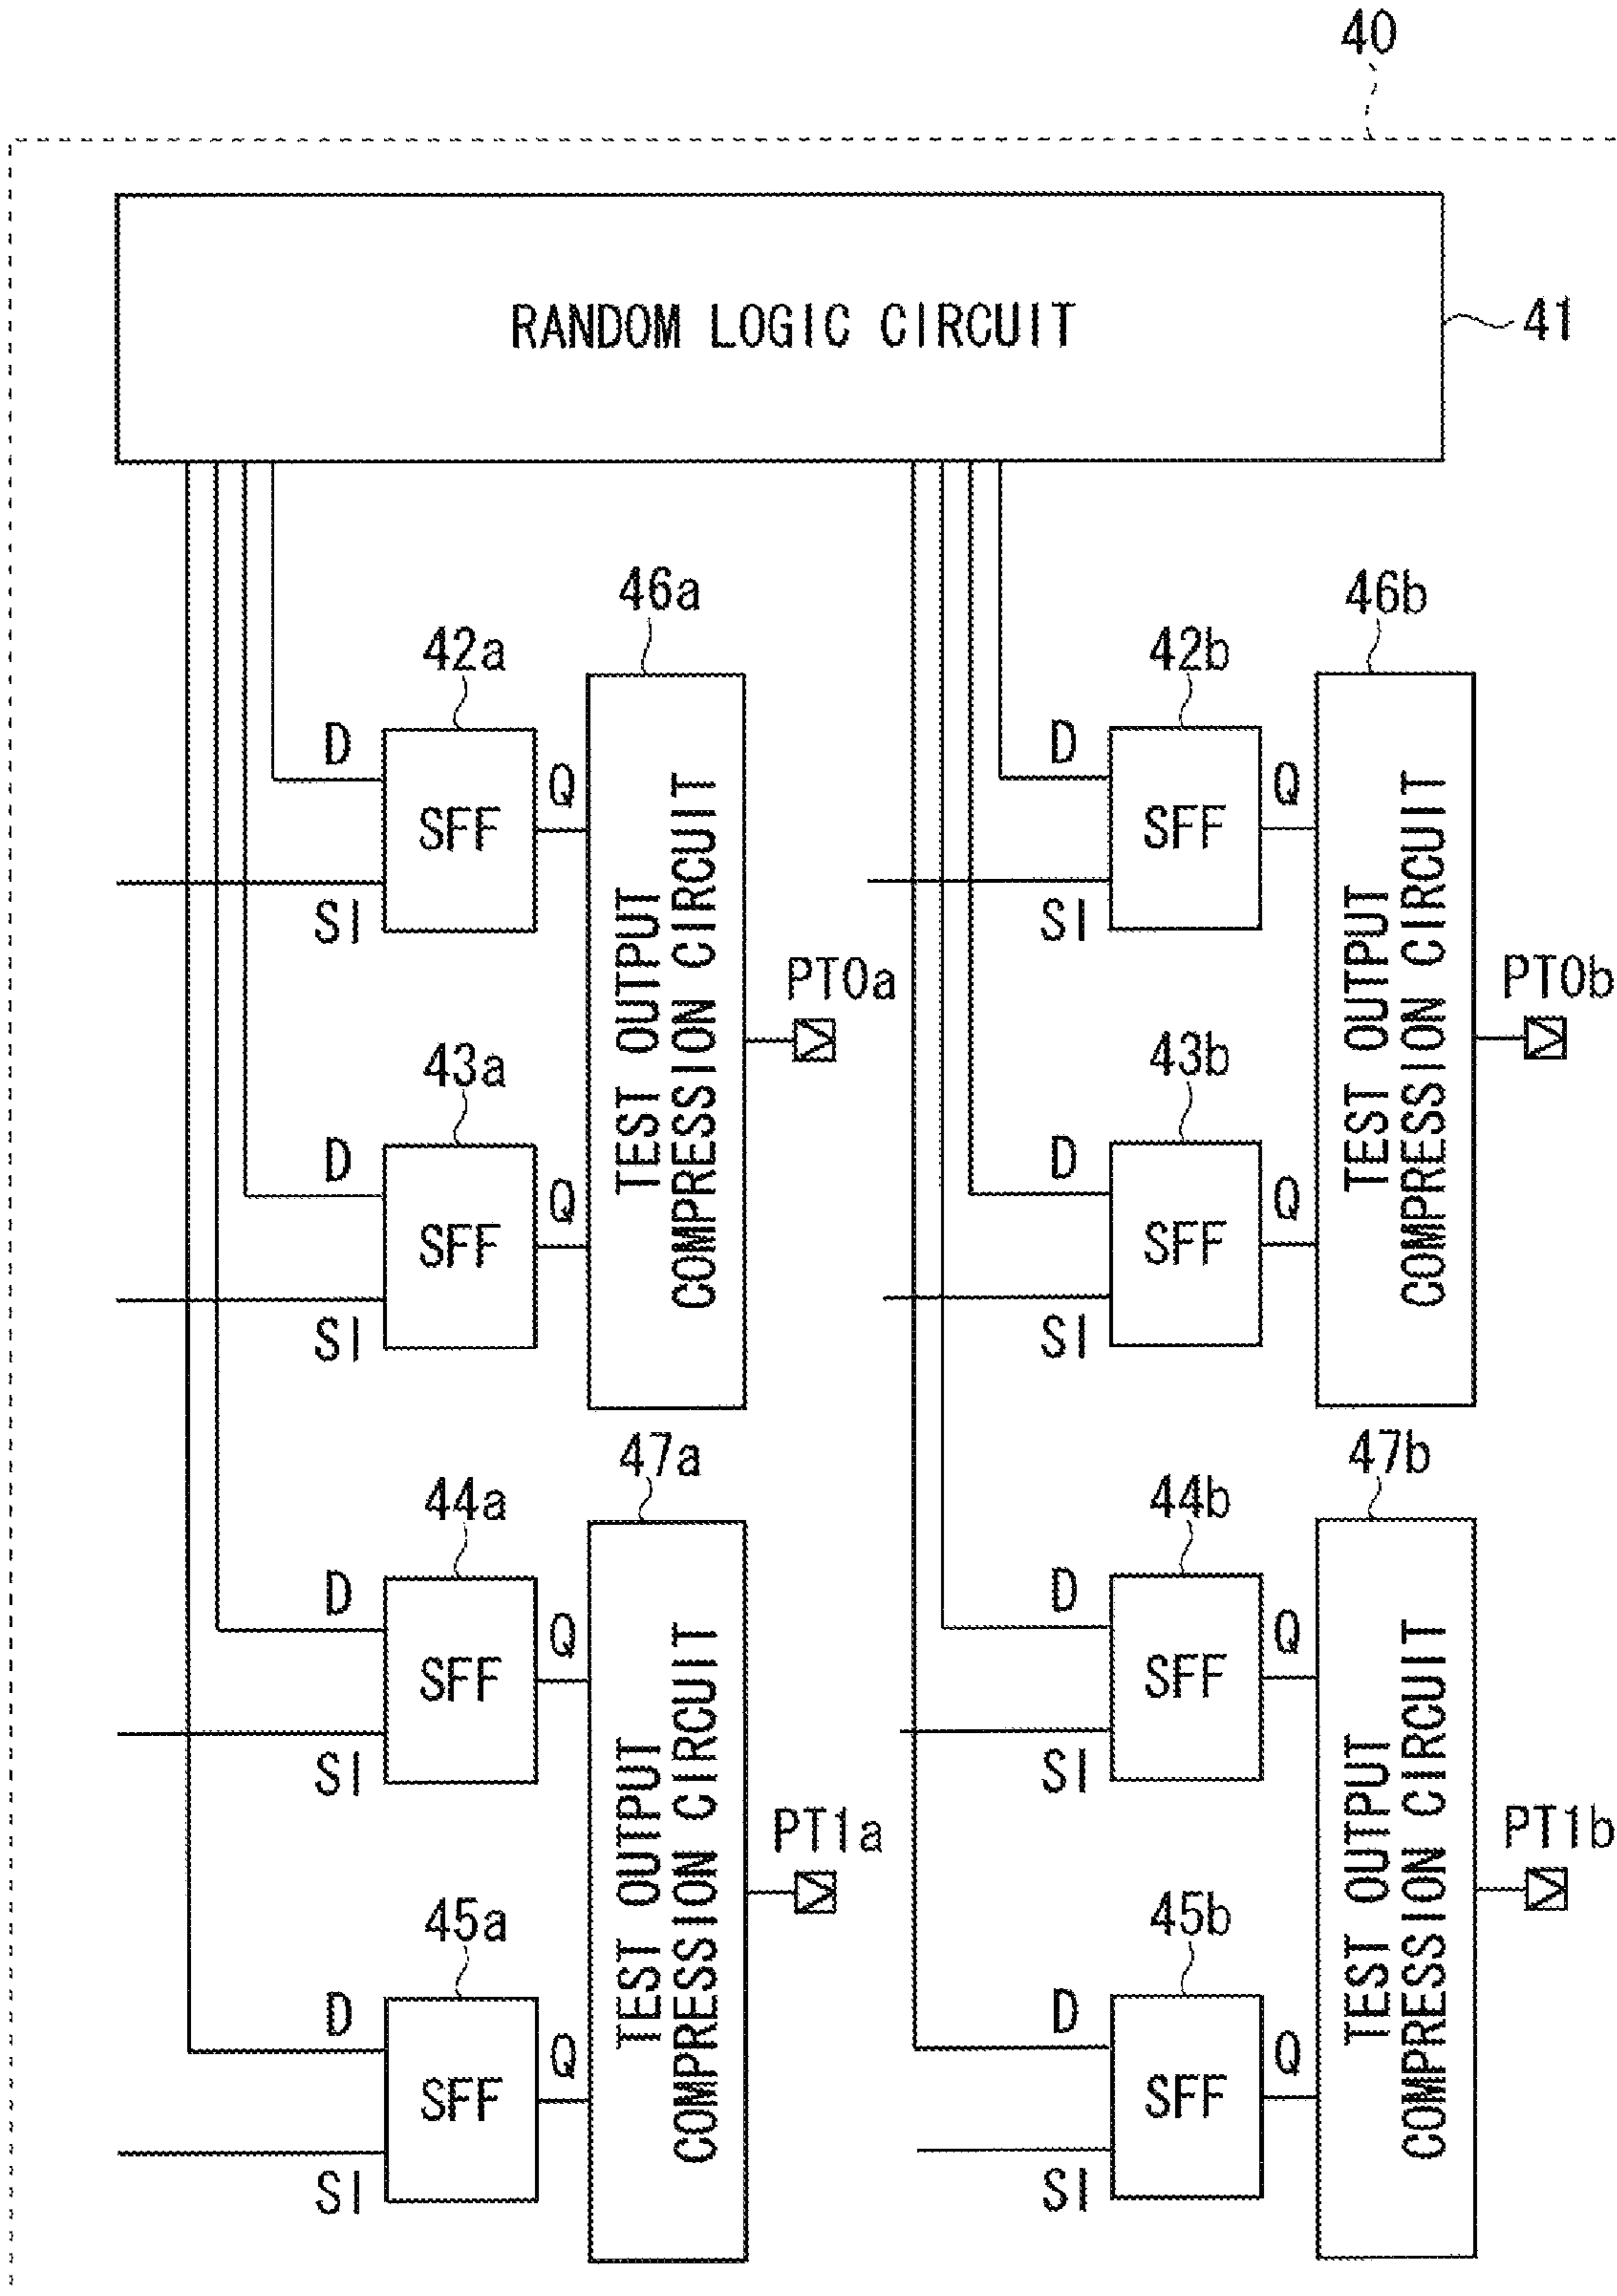 40
RANDOM LOGIC CIRCUIT
41
46a
42a
D
SFF
Q
SI
TEST OUTPUT
COMPRESSION CIRCUIT
PT0a
43a
D
SFF
Q
SI
46b
42b
D
SFF
Q
SI
TEST OUTPUT
COMPRESSION CIRCUIT
PT0b
43b
D
SFF
Q
SI
47a
44a
D
SFF
Q
SI
TEST OUTPUT
COMPRESSION CIRCUIT
PT1a
45a
D
SFF
Q
SI
47b
44b
D
SFF
Q
SI
TEST OUTPUT
COMPRESSION CIRCUIT
PT1b
45b
D
SFF
Q
SI